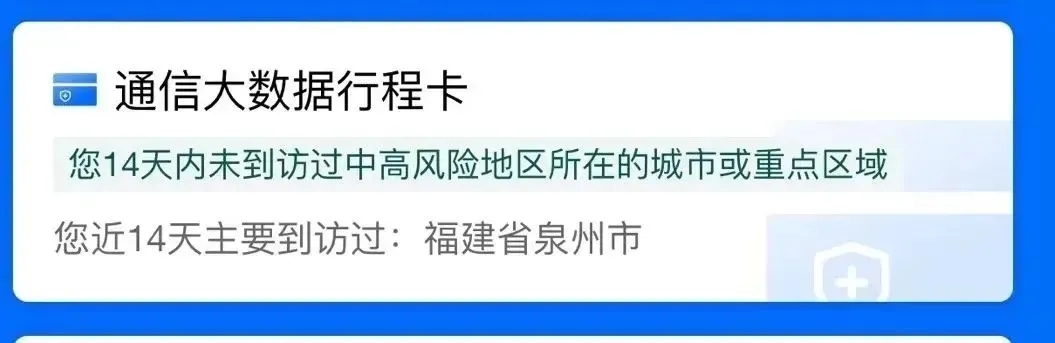 通信大数据行程卡
您14天内未到访过中高风险地区所在的城市或重点区域
您近14天主要到访过：福建省泉州市